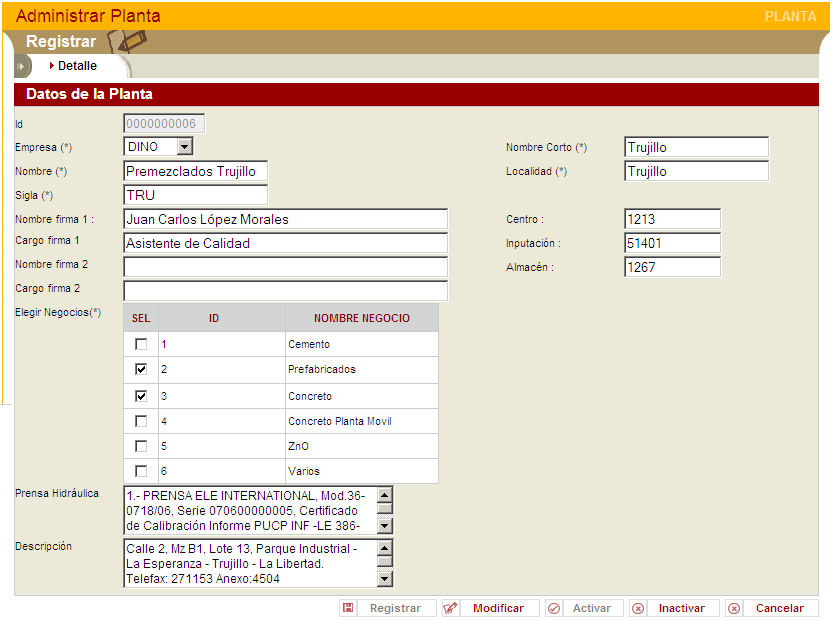 Administrar Planta
PLANTA
Registrar
Detalle
Datos de la Planta
Id 0000000006
Empresa (*) DINO Nombre Corto (*) Trujillo
Nombre (*) Premezclados Trujillo Localidad (*) Trujillo
Sigla (*) TRU
Nombre firma 1 : Juan Carlos López Morales Centro : 1213
Cargo firma 1 Asistente de Calidad Inputación : 51401
Nombre firma 2 Almacén : 1267
Cargo firma 2
Elegir Negocios(*)
SEL ID NOMBRE NEGOCIO
1 Cemento
2 Prefabricados
3 Concreto
4 Concreto Planta Movil
5 ZnO
6 Varios
Prensa Hidráulica
1.- PRENSA ELE INTERNATIONAL, Mod.36-
0718/06, Serie 070600000005, Certificado
de Calibración Informe PUCP INF -LE 386-
Descripción
Calle 2, Mz B1, Lote 13, Parque Industrial -
La Esperanza - Trujillo - La Libertad.
Telefax: 271153 Anexo:4504
Registrar Modificar Activar Inactivar Cancelar